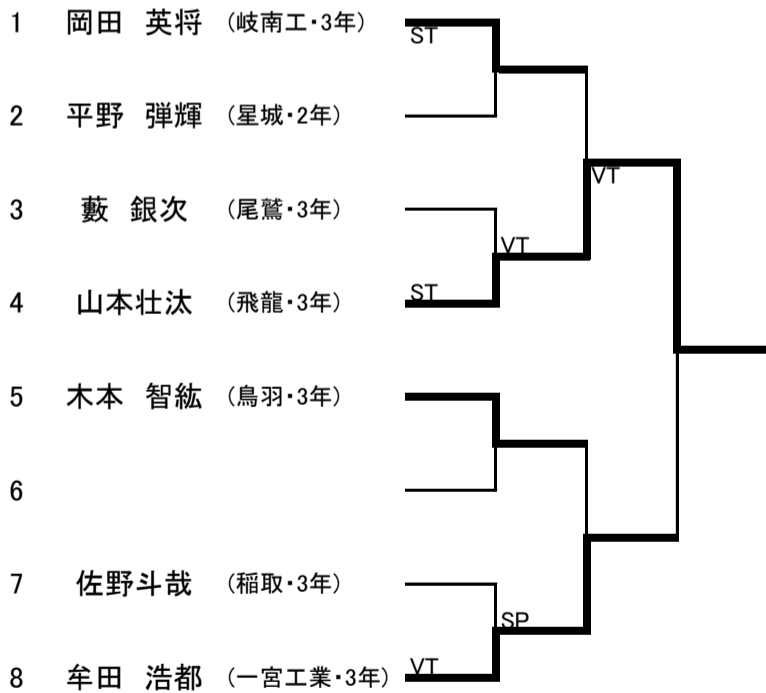 1 岡田 英将 (岐南工・3年) ST
2 平野 弾輝 (星城・2年)
VT
3 藪 銀次 (尾鷲・3年)
VT
4 山本壮汰 (飛龍・3年) ST
5 木本 智紘 (鳥羽・3年)
6
7 佐野斗哉 (稲取・3年)
SP
8 牟田 浩都 (一宮工業・3年) VT